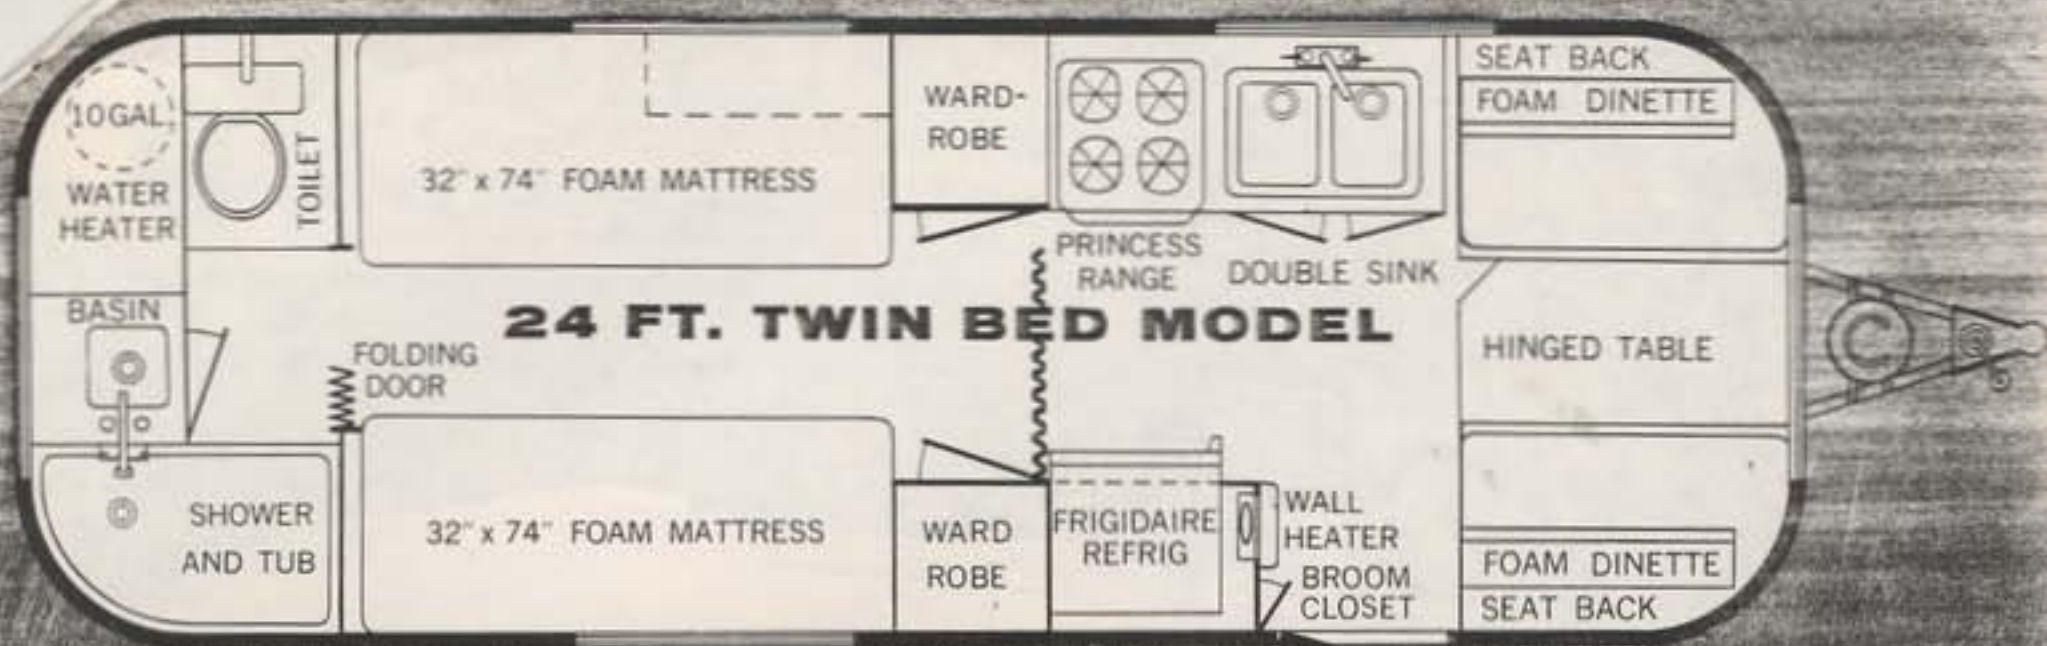 10 GAL.
WATER
HEATER
TOILET
32" x 74" FOAM MATTRESS
WARD-
ROBE
PRINCESS
RANGE
DOUBLE SINK
SEAT BACK
FOAM DINETTE
BASIN
FOLDING
DOOR
24 FT. TWIN BED MODEL
HINGED TABLE
SHOWER
AND TUB
32" x 74" FOAM MATTRESS
WARD
ROBE
FRIGIDAIRE
REFRIG
WALL
HEATER
BROOM
CLOSET
FOAM DINETTE
SEAT BACK